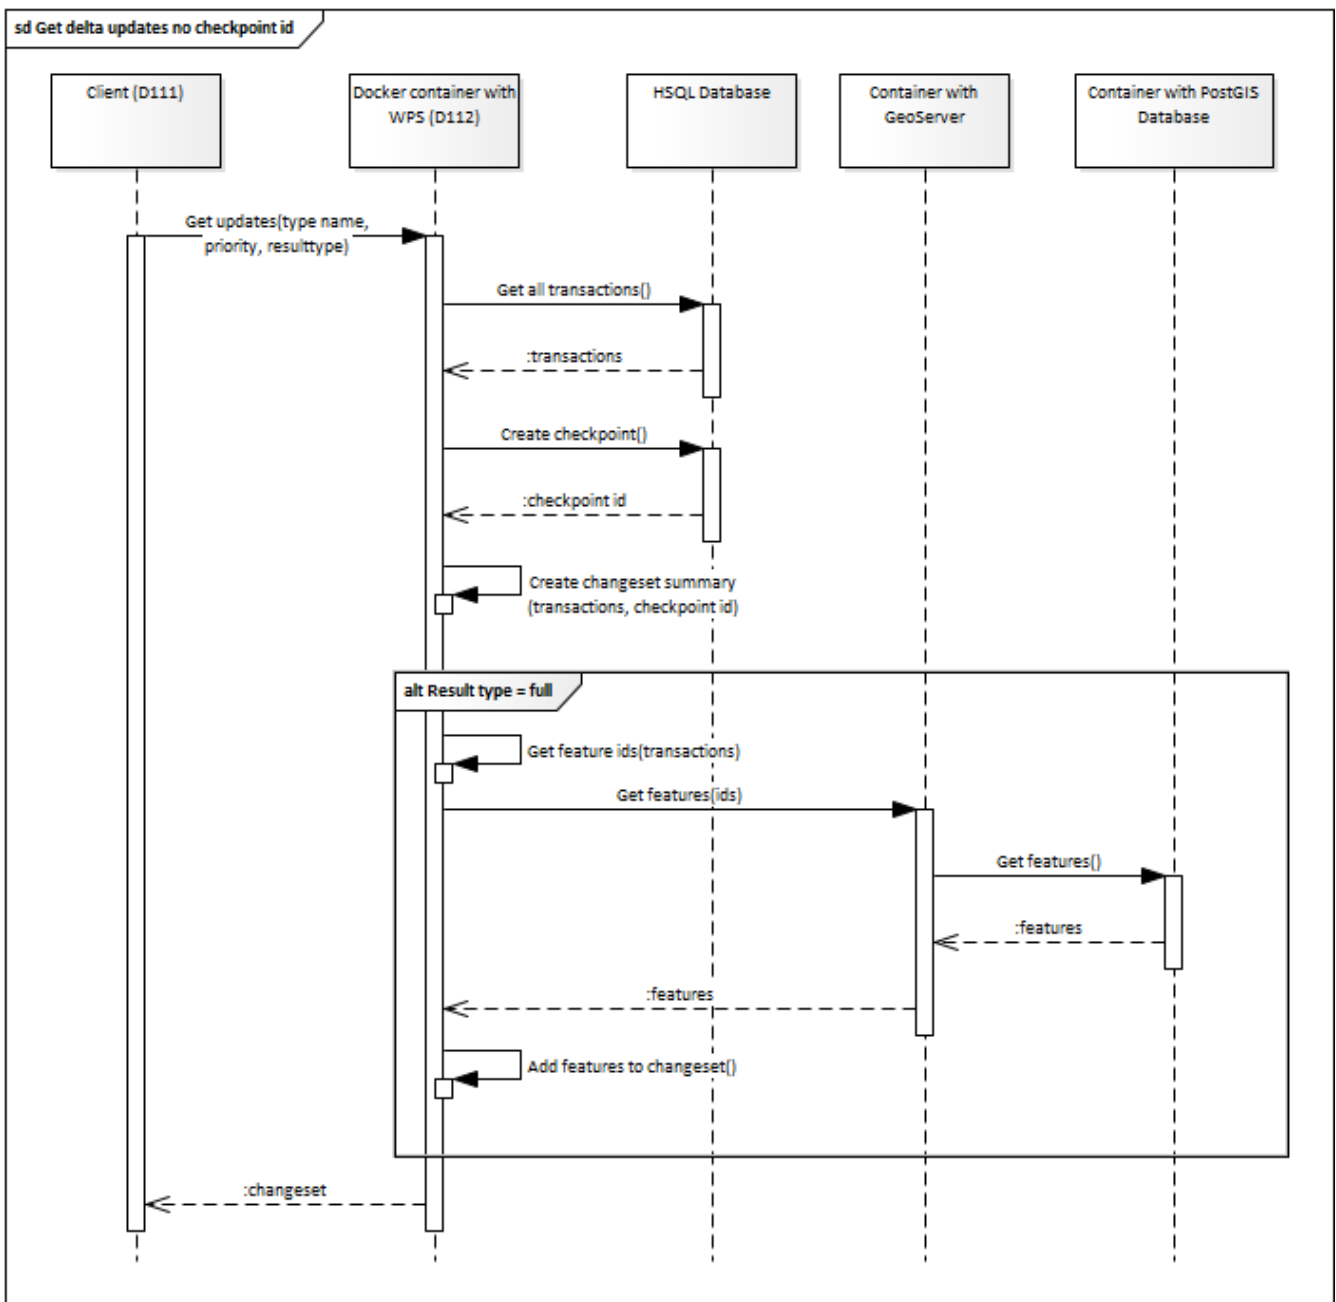 sd Get delta updates no checkpoint id
Client (D111)
Docker container with
WPS (D112)
HSQL Database
Container with
GeoServer
Container with PostGIS
Database
Get updates(type name,
priority, resulttype)
Get all transactions()
:transactions
Create checkpoint()
:checkpoint id
Create changeset summary
(transactions, checkpoint id)
alt Result type = full
Get feature ids(transactions)
Get features(ids)
Get features()
:features
:features
Add features to changeset()
:changeset